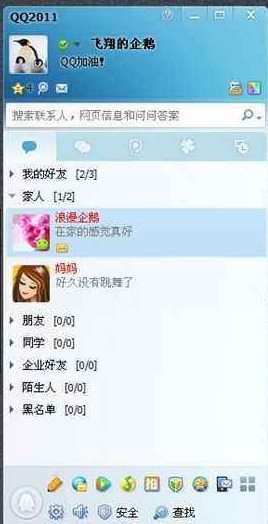 QQ2011
飞翔的企鹅
QQ加油!
4
搜索联系人，网页信息和问问答案
我的好友 [2/3]
家人 [1/2]
浪漫企鹅
在家的感觉真好
妈妈
好久没有跳舞了
朋友 [0/0]
同学 [0/0]
企业好友 [0/0]
陌生人 [0/0]
黑名单 [0/0]
安全 查找